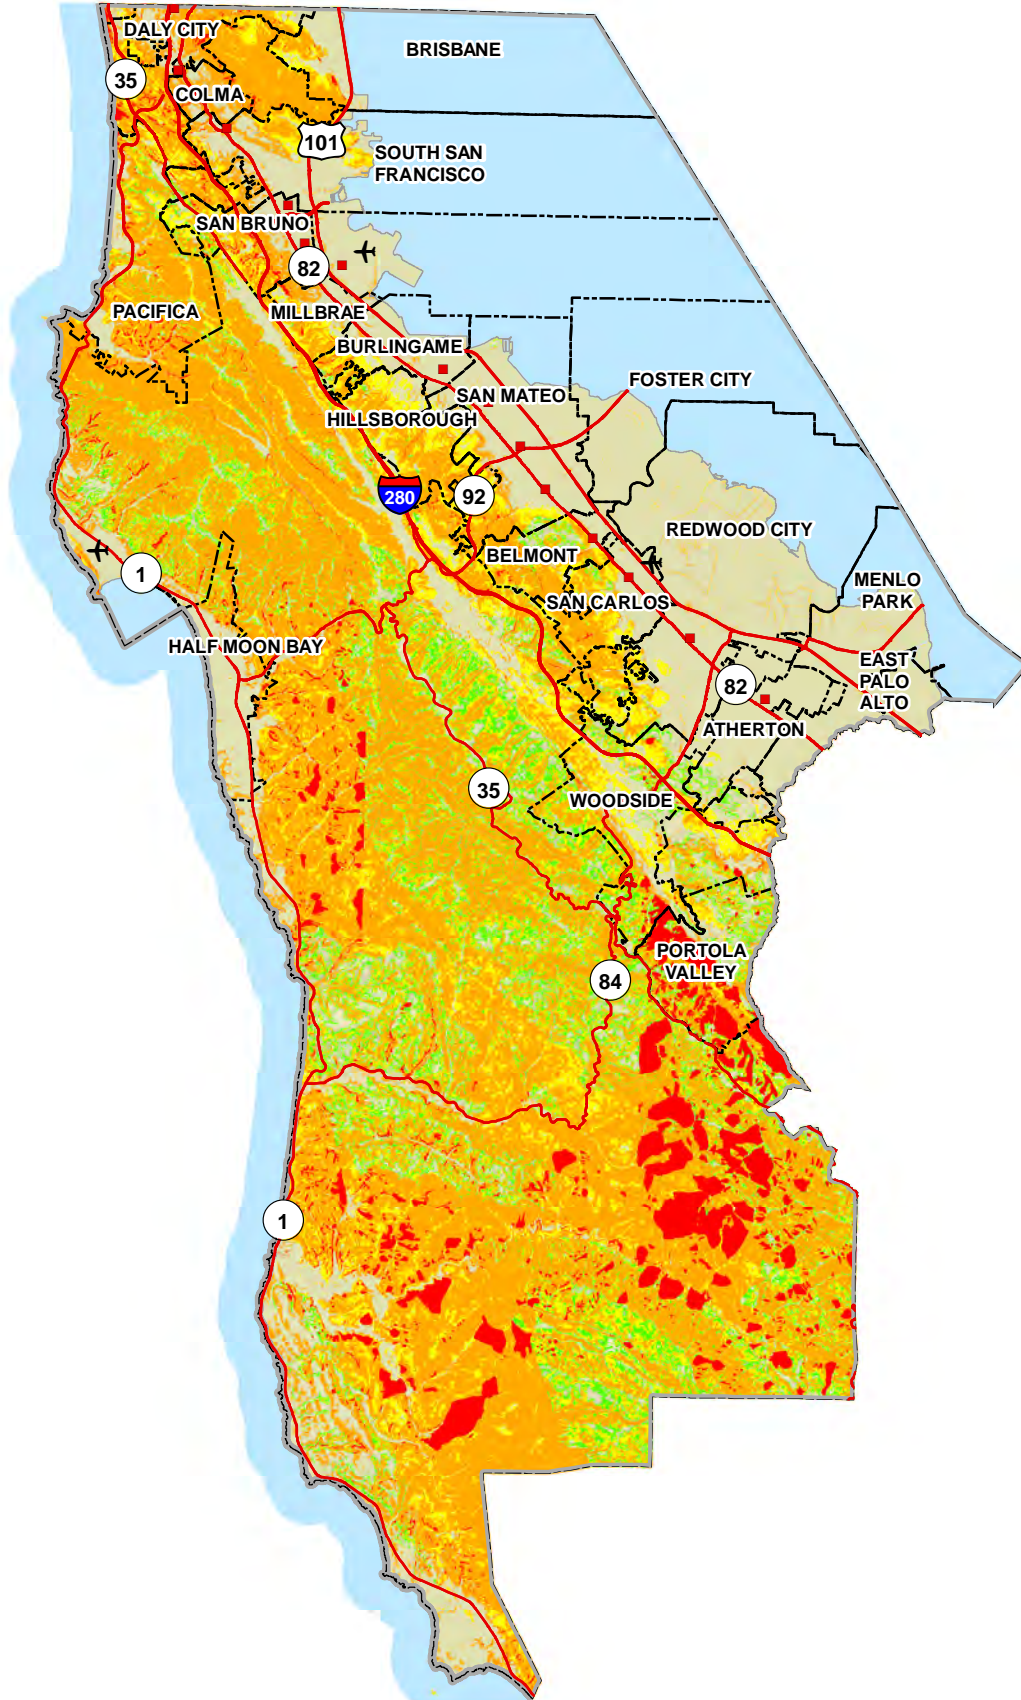 DALY CITY
BRISBANE
35
COLMA
101
SOUTH SAN
FRANCISCO
SAN BRUNO
82
PACIFICA
MILLBRAE
BURLINGAME
FOSTER CITY
SAN MATEO
HILLSBOROUGH
280
92
REDWOOD CITY
BELMONT
1
MENLO
PARK
SAN CARLOS
HALF MOON BAY
EAST
PALO
ALTO
82
ATHERTON
35
WOODSIDE
PORTOLA
VALLEY
84
1